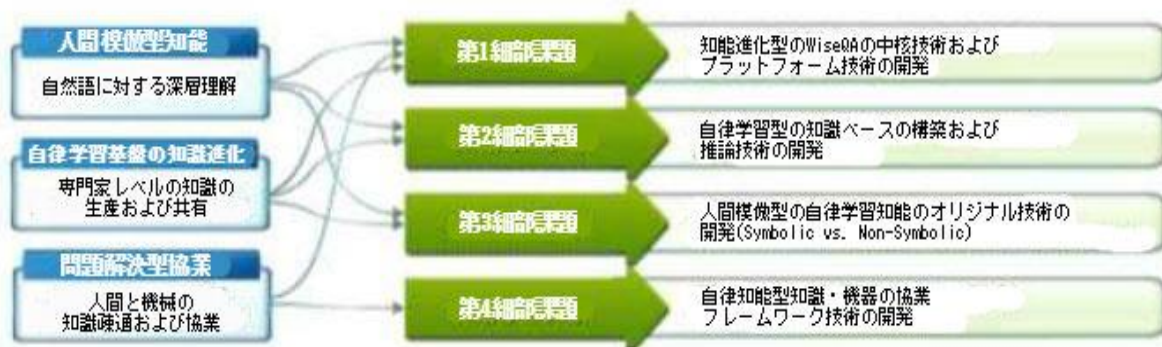 人間模倣型知能
自然語に対する深層理解
自律学習基盤の知識進化
専門家レベルの知識の
生産および共有
問題解決型協業
人間と機械の
知識疎通および協業
第1細部課題
知能進化型のWiseQAの中核技術および
プラットフォーム技術の開発
第2細部課題
自律学習型の知識ベースの構築および
推論技術の開発
第3細部課題
人間模倣型の自律学習知能のオリジナル技術の
開発(Symbolic vs. Non-Symbolic)
第4細部課題
自律知能型知識・機器の協業
フレームワーク技術の開発